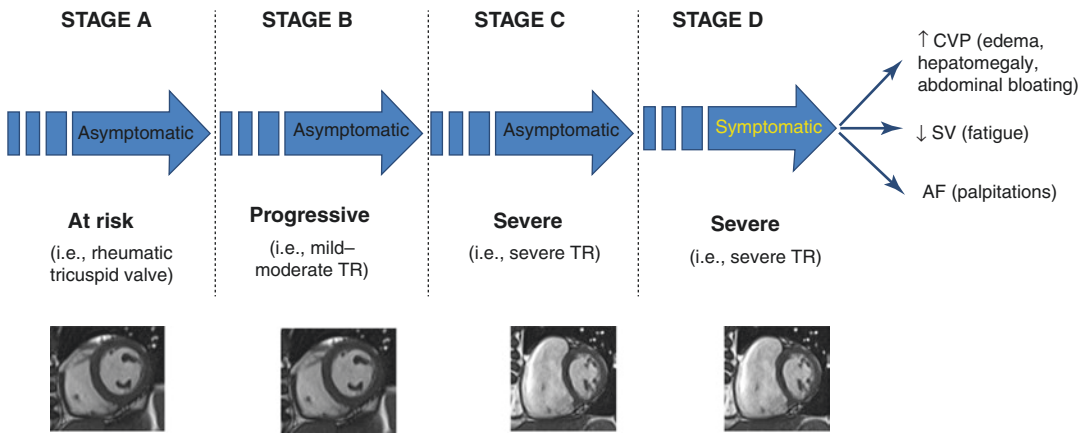 STAGE A
STAGE B
STAGE C
STAGE D
Asymptomatic
Asymptomatic
Asymptomatic
Symptomatic
↑ CVP (edema,
hepatomegaly,
abdominal bloating)
↓ SV (fatigue)
AF (palpitations)
At risk
(i.e., rheumatic
tricuspid valve)
Progressive
(i.e., mild–
moderate TR)
Severe
(i.e., severe TR)
Severe
(i.e., severe TR)